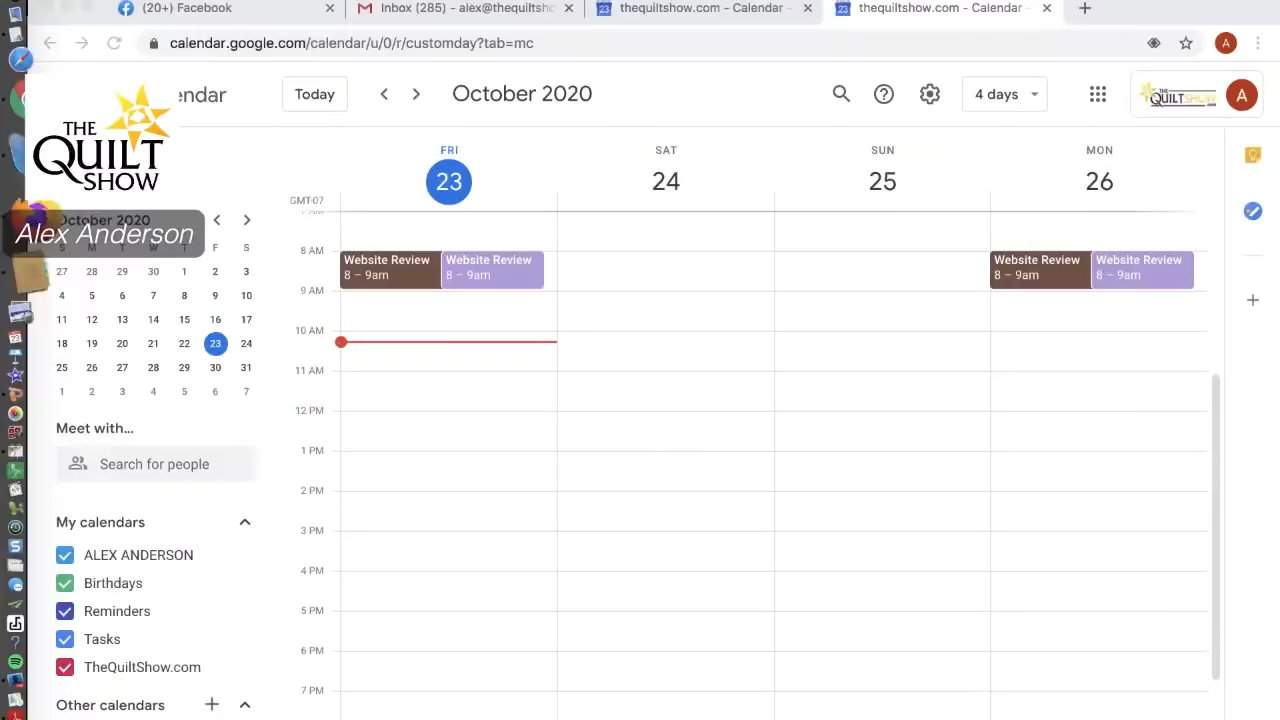 (20+) Facebook
Inbox (285) - alex@thequiltsh
thequiltshow.com - Calendar -
thequiltshow.com - Calendar -
calendar.google.com/calendar/u/0/r/customday?tab=mc
A
endar
Today
October 2020
4 days
THE QUILTSHOW
A
THE
QUILT
SHOW
FRI
SAT
SUN
MON
23
24
25
26
GMT-07
October 2020
Alex Anderson
S M T W T F S
27 28 29 30 1 2 3
4 5 6 7 8 9 10
11 12 13 14 15 16 17
18 19 20 21 22 23 24
25 26 27 28 29 30 31
1 2 3 4 5 6 7
7 AM
8 AM
Website Review
8 – 9am
Website Review
8 – 9am
Website Review
8 – 9am
Website Review
8 – 9am
9 AM
10 AM
11 AM
12 PM
1 PM
2 PM
3 PM
4 PM
5 PM
6 PM
7 PM
Meet with...
Search for people
My calendars
ALEX ANDERSON
Birthdays
Reminders
Tasks
TheQuiltShow.com
Other calendars